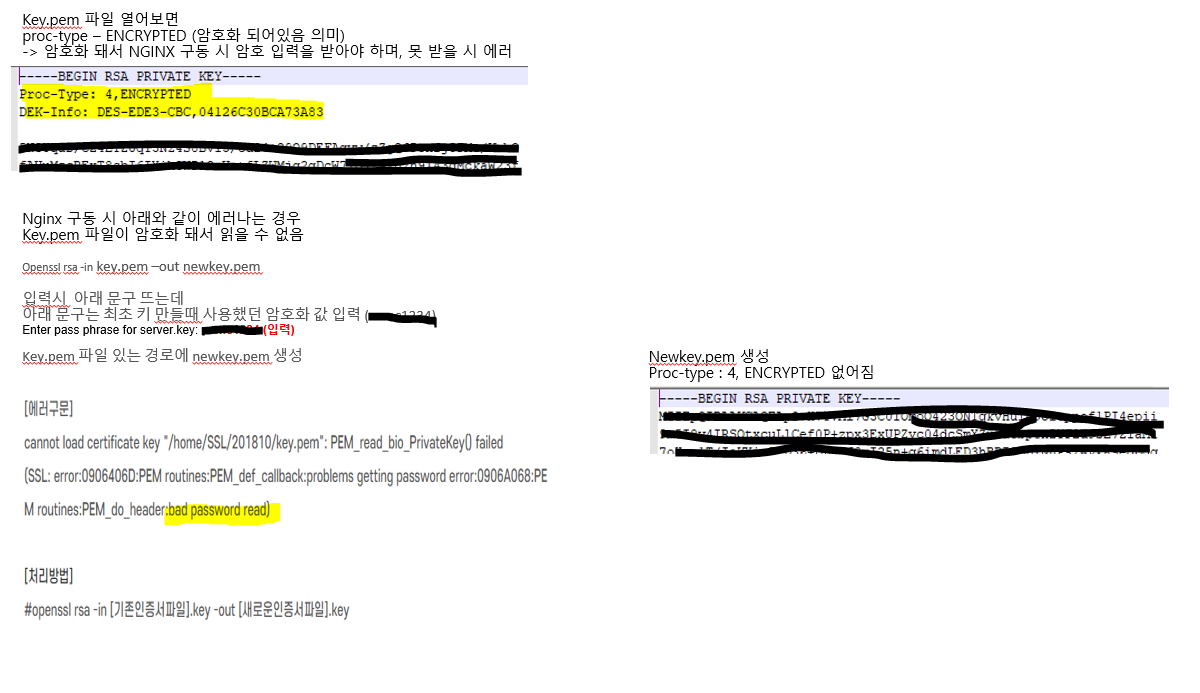 Key.pem 파일 열어보면
proc-type – ENCRYPTED (암호화 되어있음 의미)
-> 암호화 돼서 NGINX 구동 시 암호 입력을 받아야 하며, 못 받을 시 에러
-----BEGIN RSA PRIVATE KEY-----
Proc-Type: 4,ENCRYPTED
DEK-Info: DES-EDE3-CBC,04126C30BCA73A83
Nginx 구동 시 아래와 같이 에러나는 경우
Key.pem 파일이 암호화 돼서 읽을 수 없음
Openssl rsa -in key.pem –out newkey.pem
입력시 아래 문구 뜨는데
아래 문구는 최초 키 만들때 사용했던 암호화 값 입력 (
Enter pass phrase for server.key: (입력)
Key.pem 파일 있는 경로에 newkey.pem 생성
[에러구문]
cannot load certificate key "/home/SSL/201810/key.pem": PEM_read_bio_PrivateKey() failed
(SSL: error:0906406D:PEM routines:PEM_def_callback:problems getting password error:0906A068:PE
M routines:PEM_do_header:bad password read)
[처리방법]
#openssl rsa -in [기존인증서파일].key -out [새로운인증서파일].key
Newkey.pem 생성
Proc-type : 4, ENCRYPTED 없어짐
-----BEGIN RSA PRIVATE KEY-----